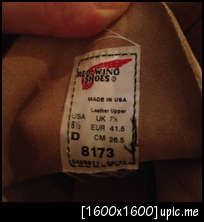 RED WING
SHOES ®
MADE IN USA
Leather Upper
USA UK 7½
8½ EUR 41.5
D CM 26.5
8173
[1600x1600]upic.me